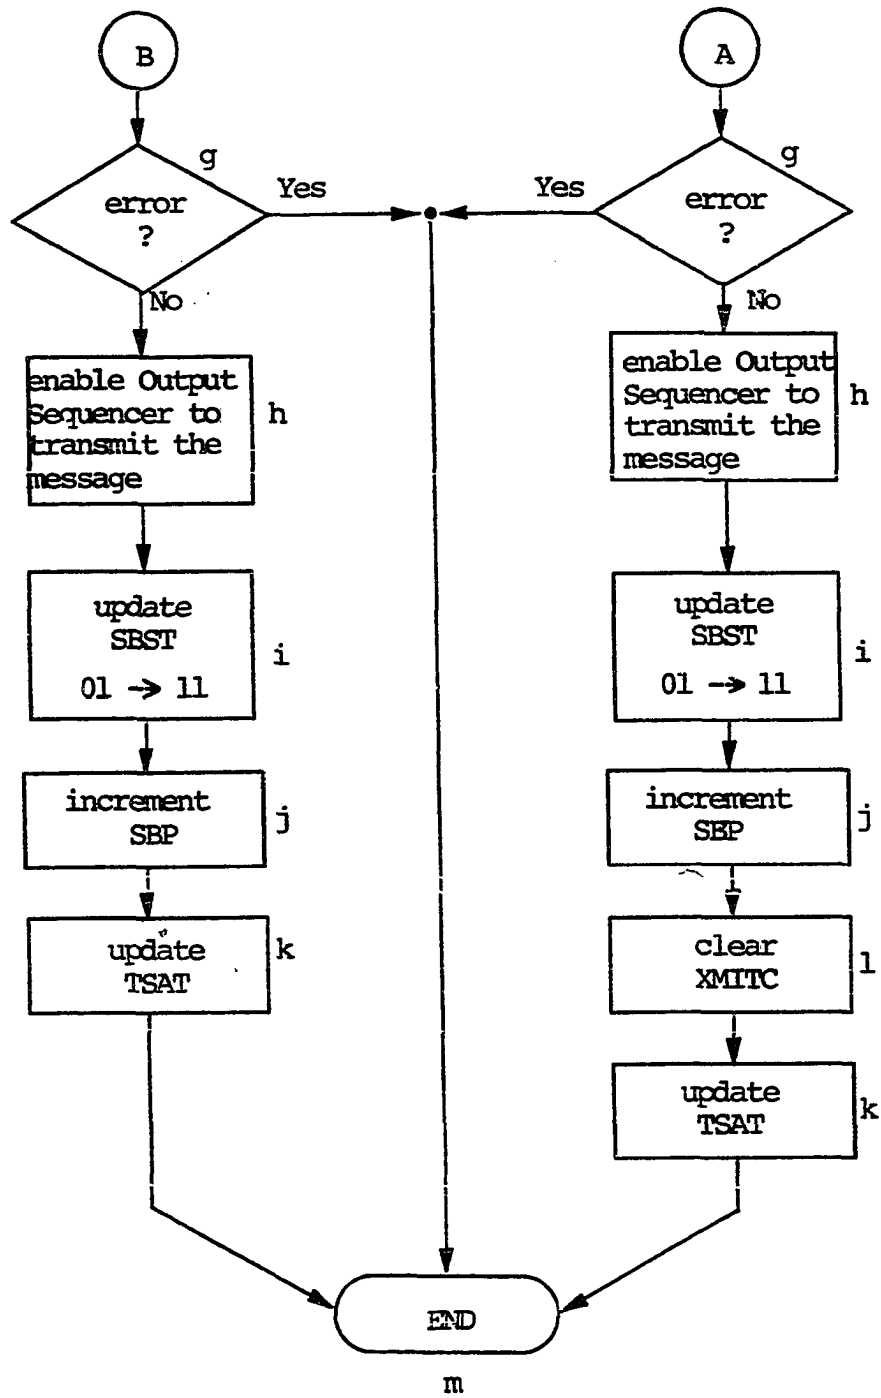 B
g
error
?
Yes
No
enable Output
Sequencer to
transmit the
message
h
update
SBST
01 → 11
i
increment
SBP
j
update
TSAT
k
A
g
error
?
Yes
No
enable Output
Sequencer to
transmit the
message
h
update
SBST
01 → 11
i
increment
SBP
j
clear
XMITC
l
update
TSAT
k
END
m